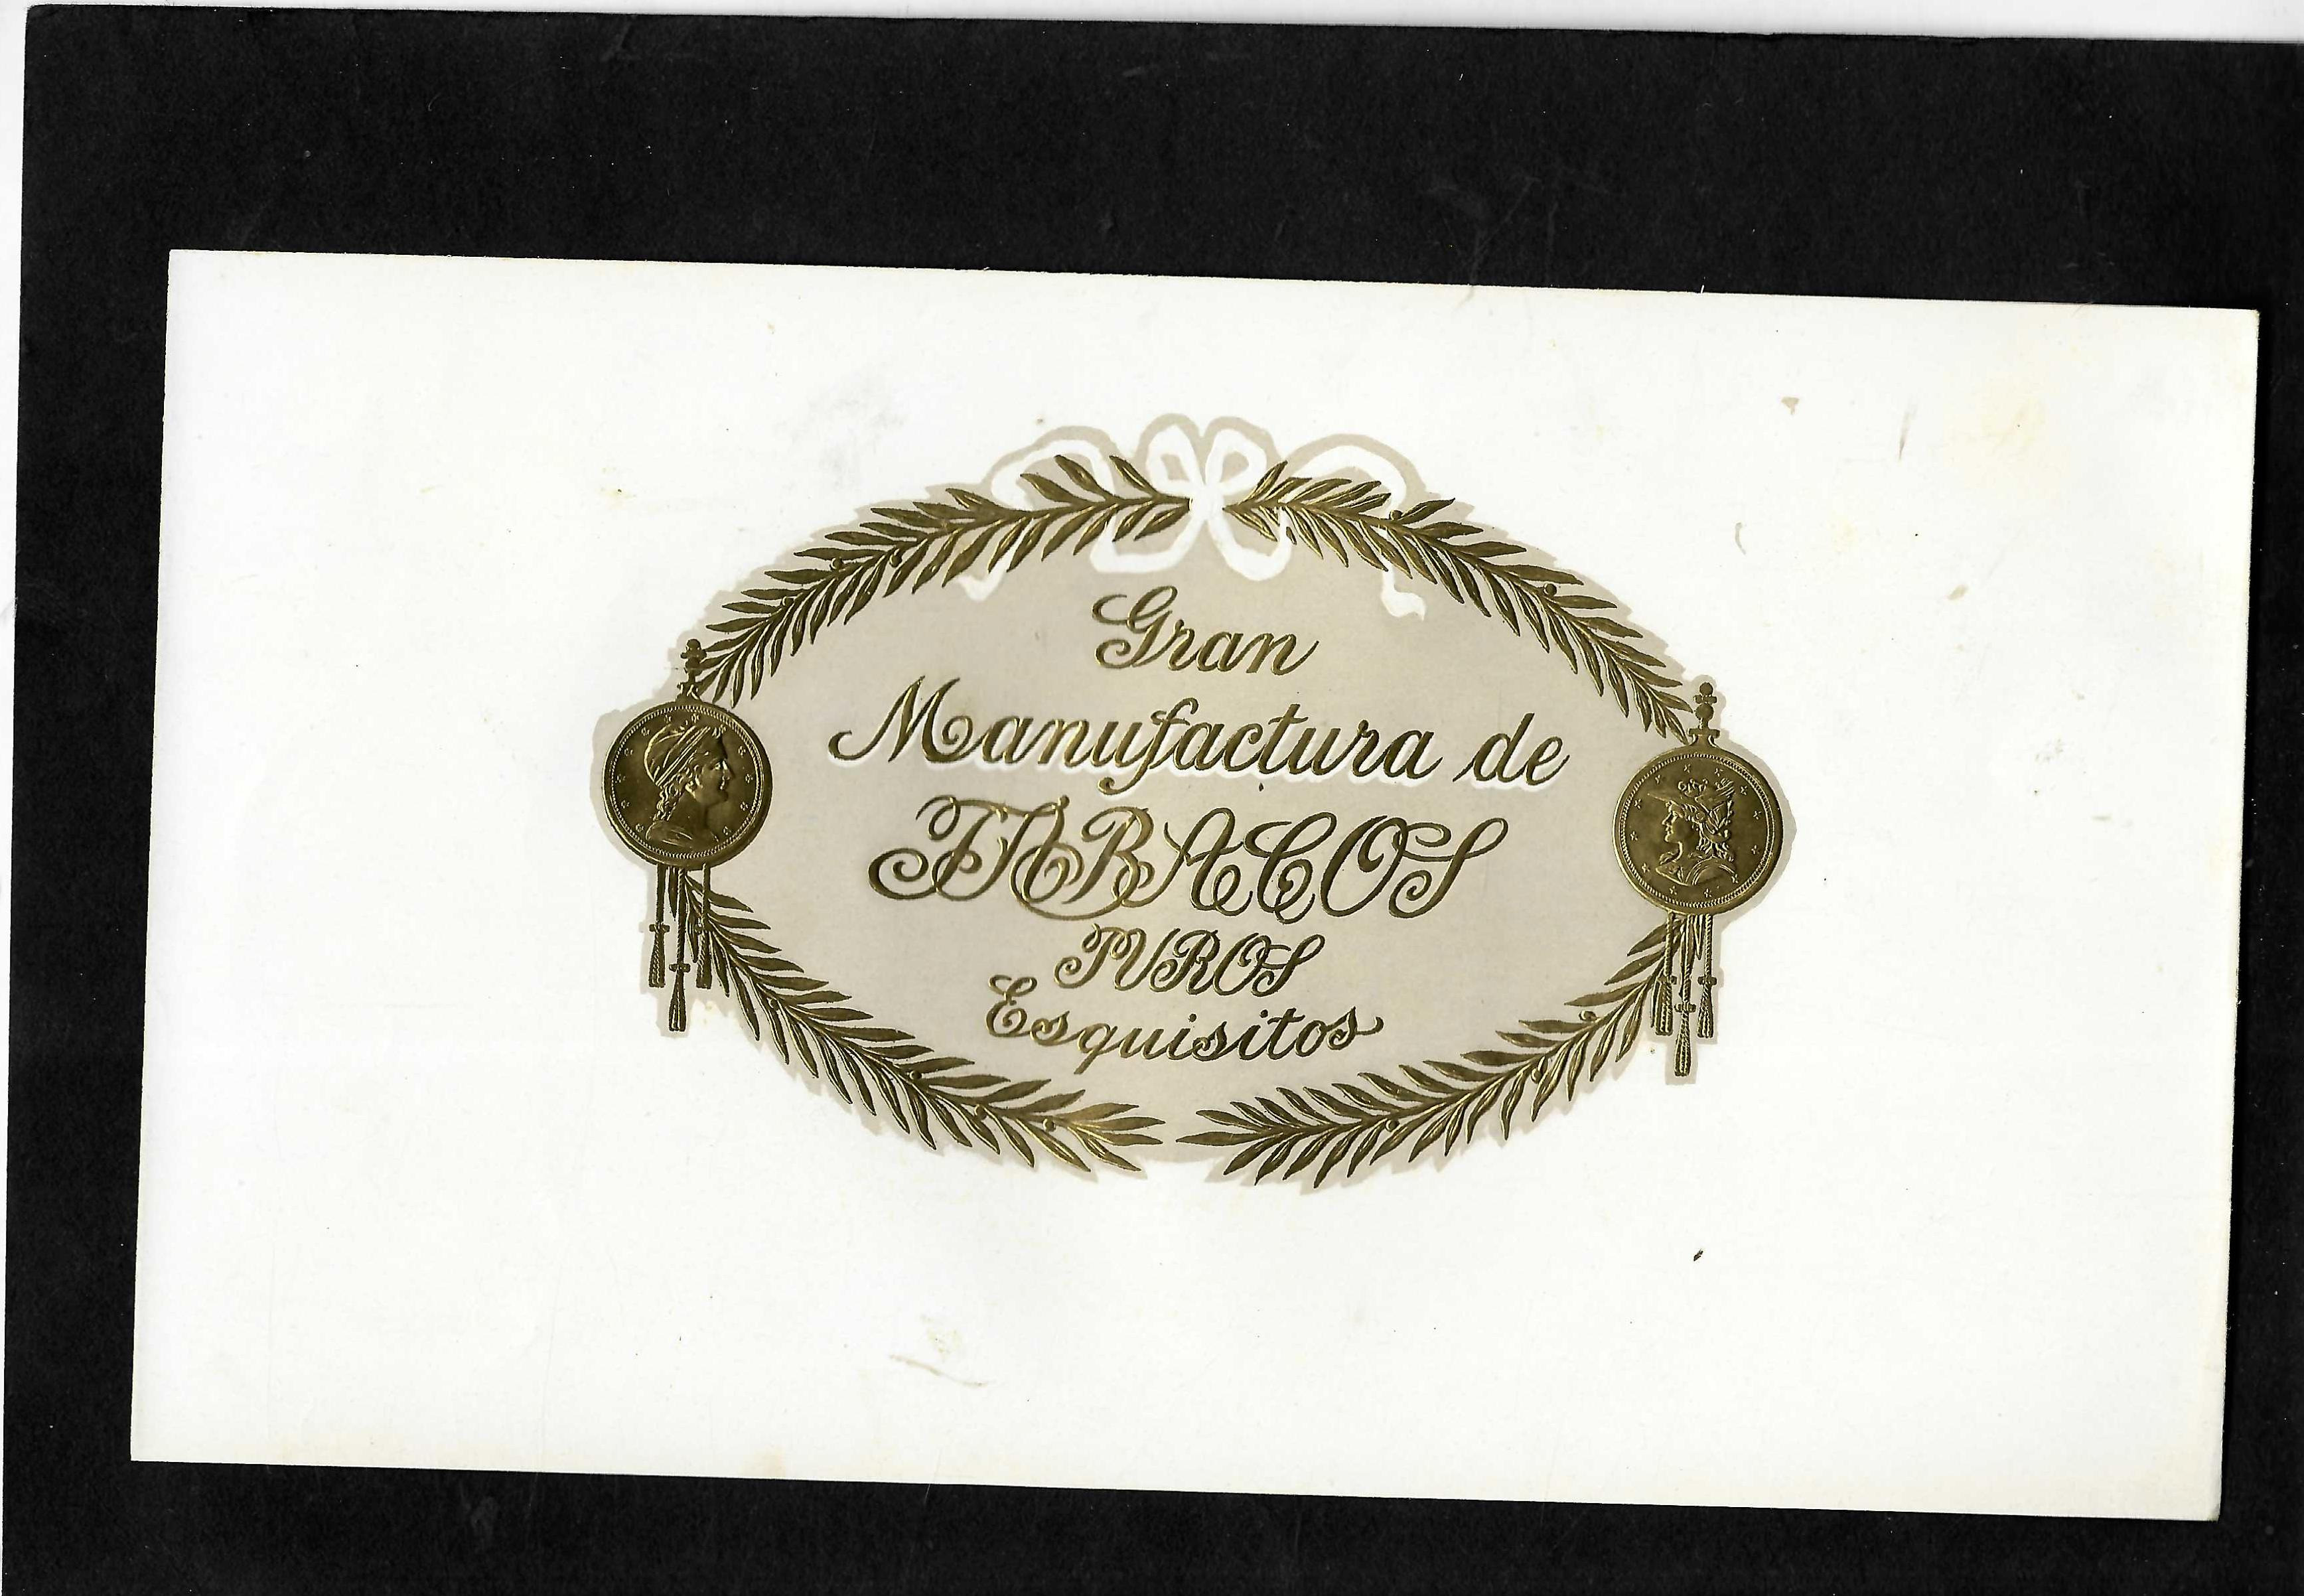 Gran
Manufactura de
TABACOS
PUROS
Esquisitos